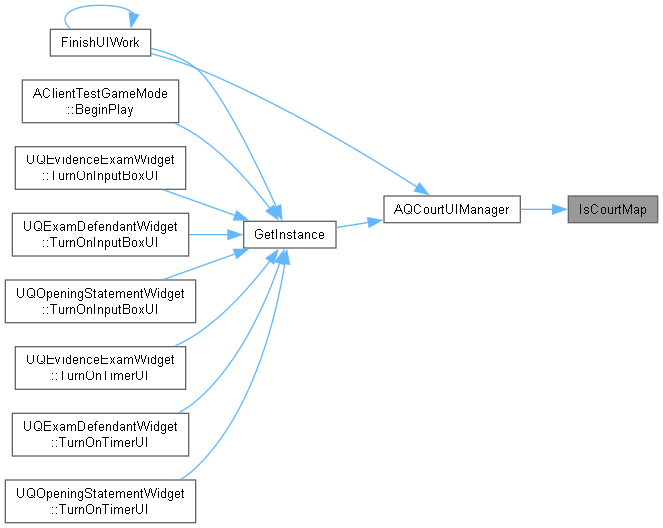 FinishUIWork
AClientTestGameMode
::BeginPlay
UQEvidenceExamWidget
::TurnOnInputBoxUI
UQExamDefendantWidget
::TurnOnInputBoxUI
UQOpeningStatementWidget
::TurnOnInputBoxUI
UQEvidenceExamWidget
::TurnOnTimerUI
UQExamDefendantWidget
::TurnOnTimerUI
UQOpeningStatementWidget
::TurnOnTimerUI
GetInstance
AQCourtUIManager
IsCourtMap